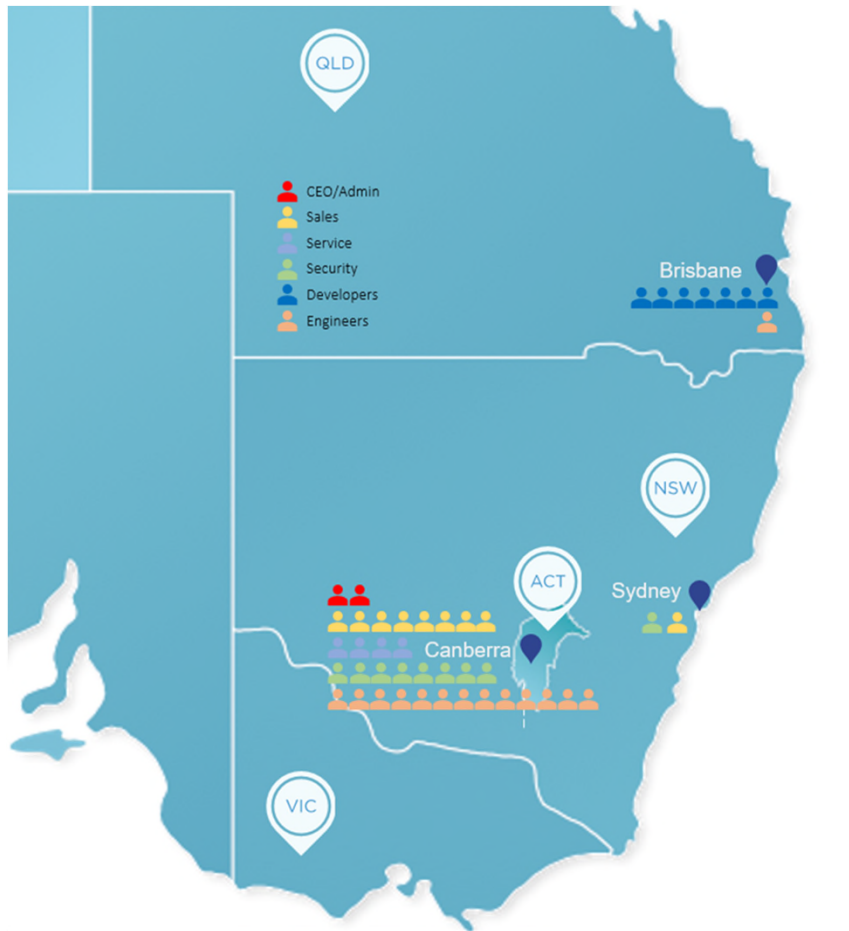 QLD
CEO/Admin
Sales
Service
Security
Developers
Engineers
Brisbane
NSW
ACT
Sydney
Canberra
VIC